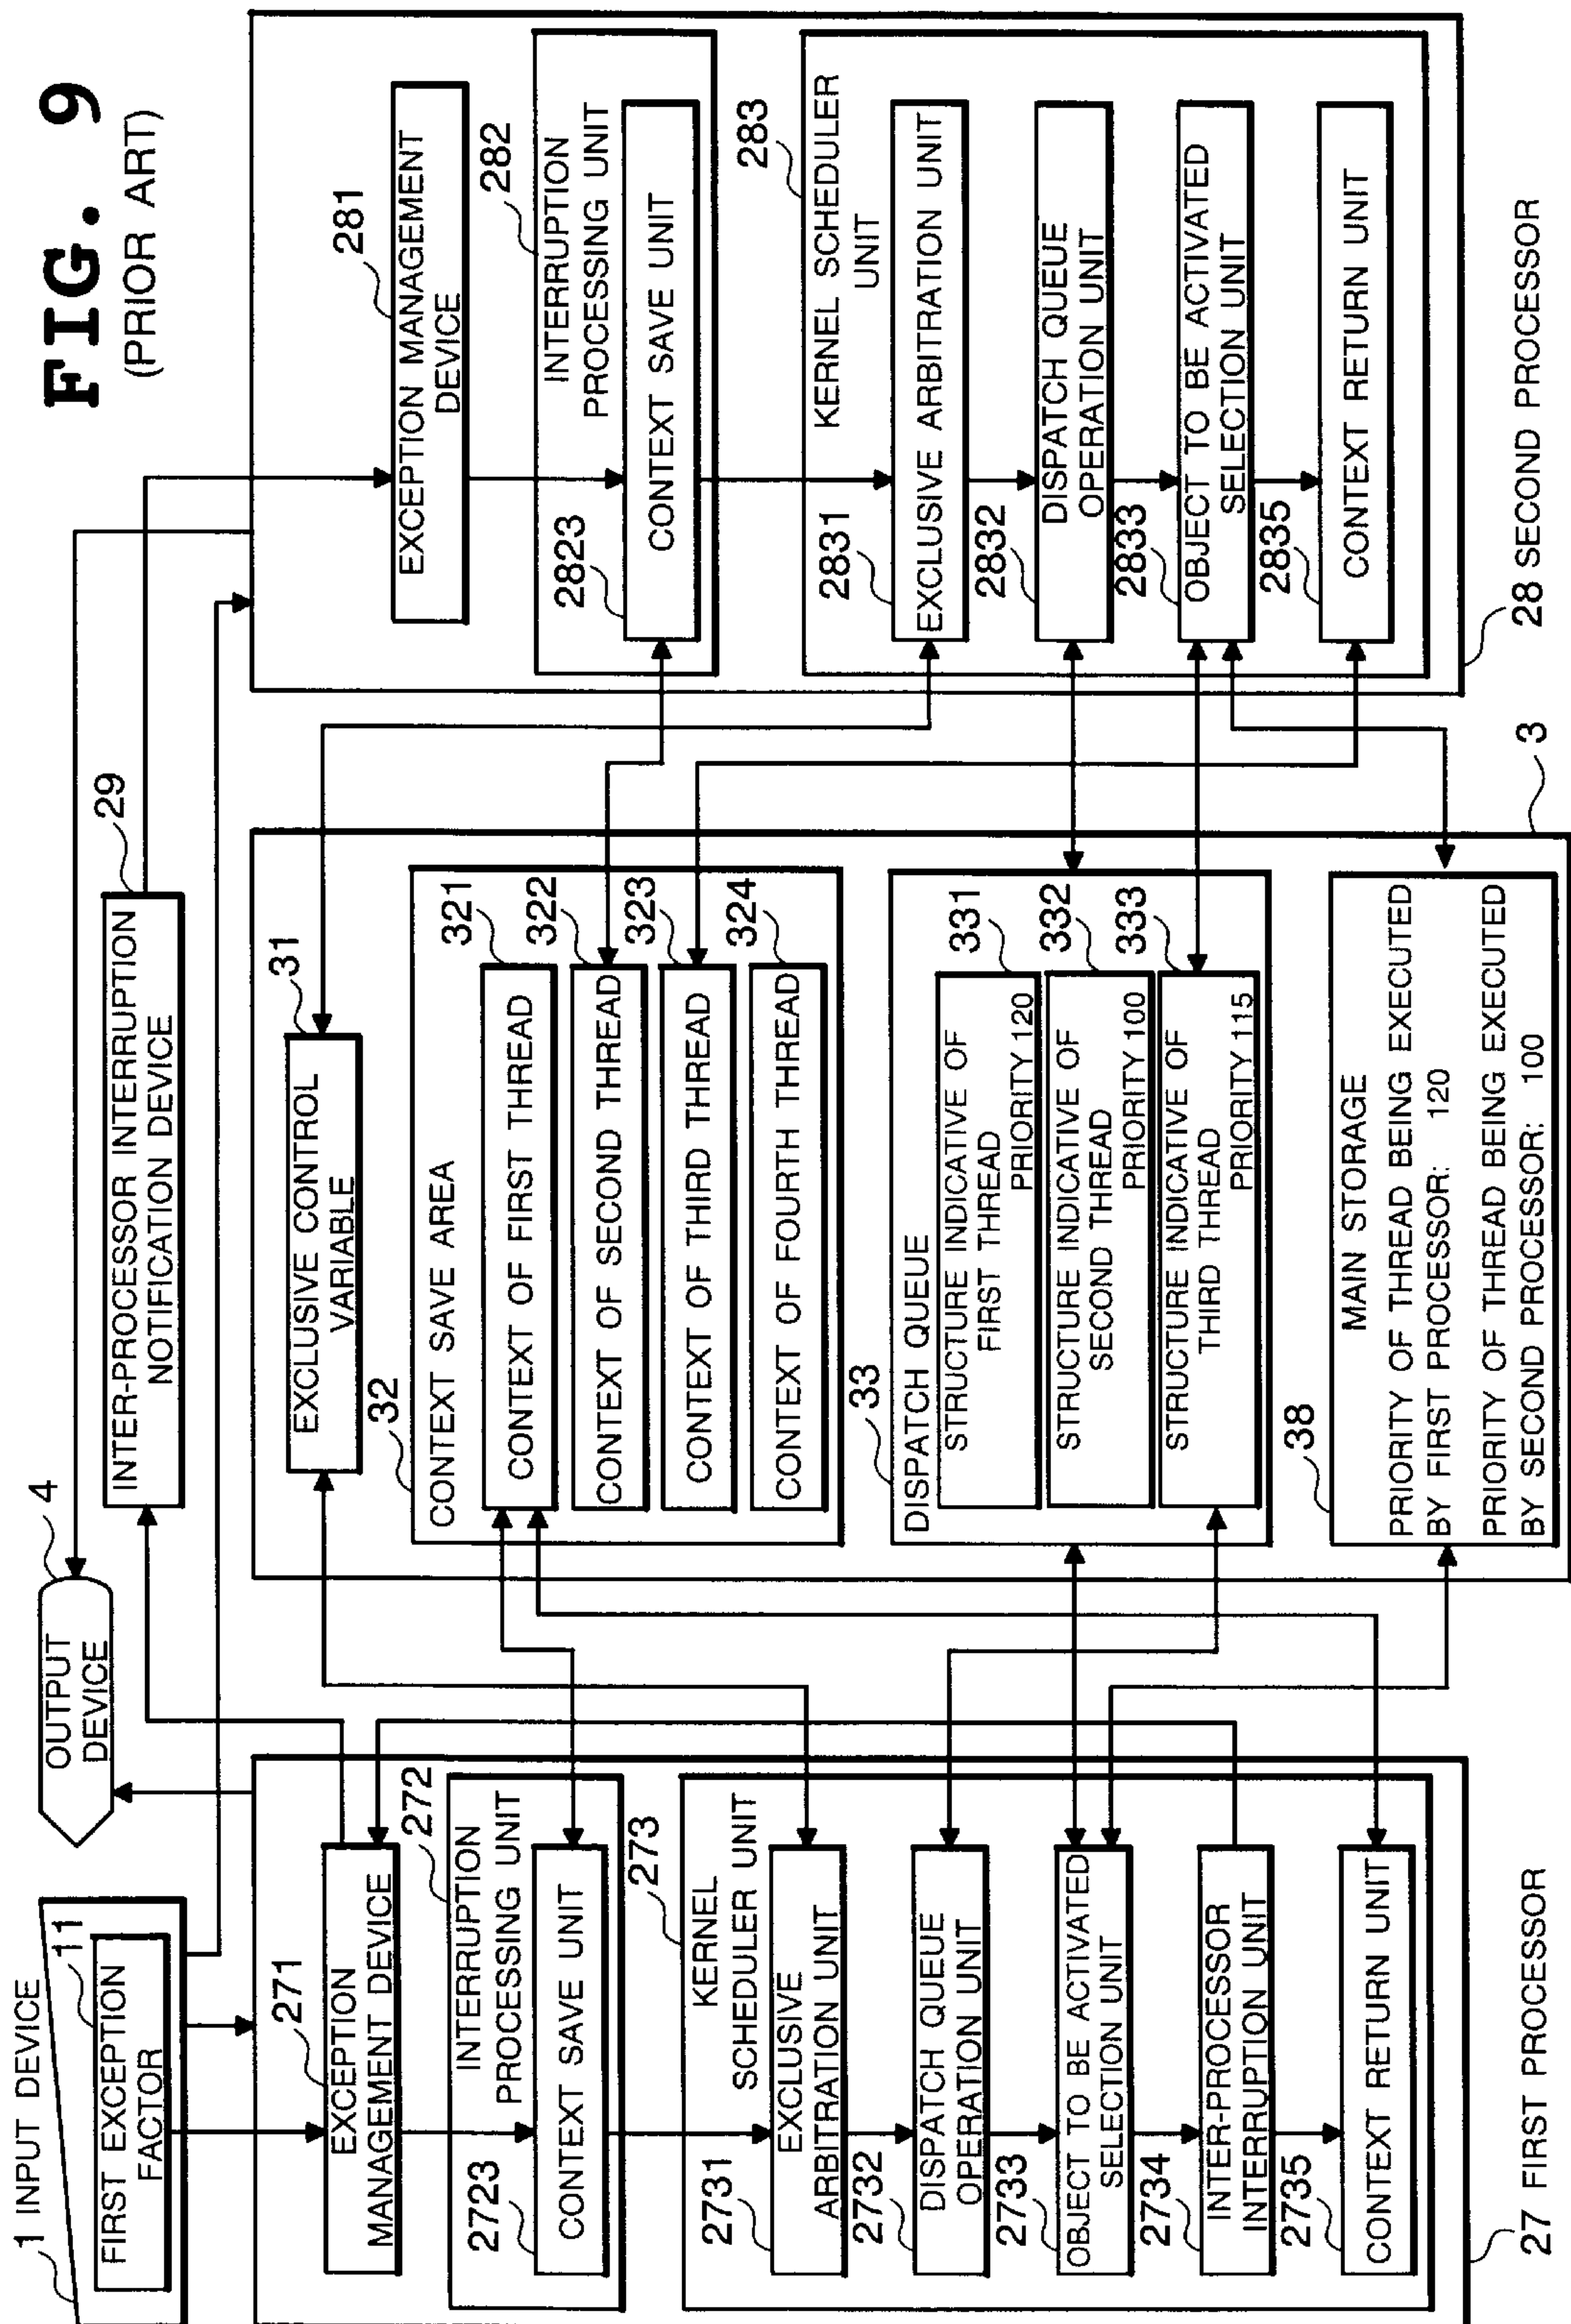 FIG. 9
(PRIOR ART)
1 INPUT DEVICE
11
FIRST EXCEPTION
FACTOR
OUTPUT
DEVICE
4
INTER-PROCESSOR INTERRUPTION
NOTIFICATION DEVICE
29
271
EXCEPTION
MANAGEMENT DEVICE
272
INTERRUPTION
PROCESSING UNIT
2723
CONTEXT SAVE UNIT
273
KERNEL
SCHEDULER UNIT
2731
EXCLUSIVE
ARBITRATION UNIT
2732
DISPATCH QUEUE
OPERATION UNIT
2733
OBJECT TO BE ACTIVATED
SELECTION UNIT
2734
INTER-PROCESSOR
INTERRUPTION UNIT
2735
CONTEXT RETURN UNIT
27 FIRST PROCESSOR
31
EXCLUSIVE CONTROL
VARIABLE
32
CONTEXT SAVE AREA
321
CONTEXT OF FIRST THREAD
322
CONTEXT OF SECOND THREAD
323
CONTEXT OF THIRD THREAD
324
CONTEXT OF FOURTH THREAD
33
DISPATCH QUEUE
331
STRUCTURE INDICATIVE OF
FIRST THREAD
PRIORITY 120
332
STRUCTURE INDICATIVE OF
SECOND THREAD
PRIORITY 100
333
STRUCTURE INDICATIVE OF
THIRD THREAD
PRIORITY 115
38
MAIN STORAGE
PRIORITY OF THREAD BEING EXECUTED
BY FIRST PROCESSOR: 120
PRIORITY OF THREAD BEING EXECUTED
BY SECOND PROCESSOR: 100
3
281
EXCEPTION MANAGEMENT
DEVICE
282
INTERRUPTION
PROCESSING UNIT
2823
CONTEXT SAVE UNIT
283
KERNEL SCHEDULER
UNIT
2831
EXCLUSIVE ARBITRATION UNIT
2832
DISPATCH QUEUE
OPERATION UNIT
2833
OBJECT TO BE ACTIVATED
SELECTION UNIT
2835
CONTEXT RETURN UNIT
28 SECOND PROCESSOR